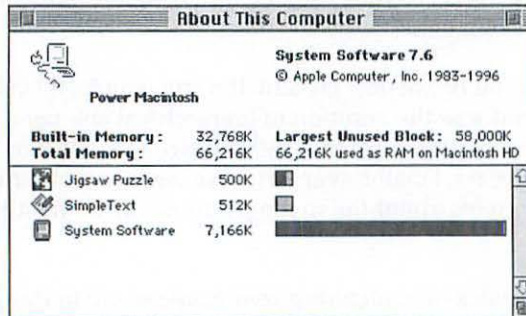 About This Computer
System Software 7.6
© Apple Computer, Inc. 1983-1996
Power Macintosh
Built-in Memory: 32,768K Largest Unused Block: 58,000K
Total Memory: 66,216K 66,216K used as RAM on Macintosh HD
Jigsaw Puzzle 500K
SimpleText 512K
System Software 7,166K